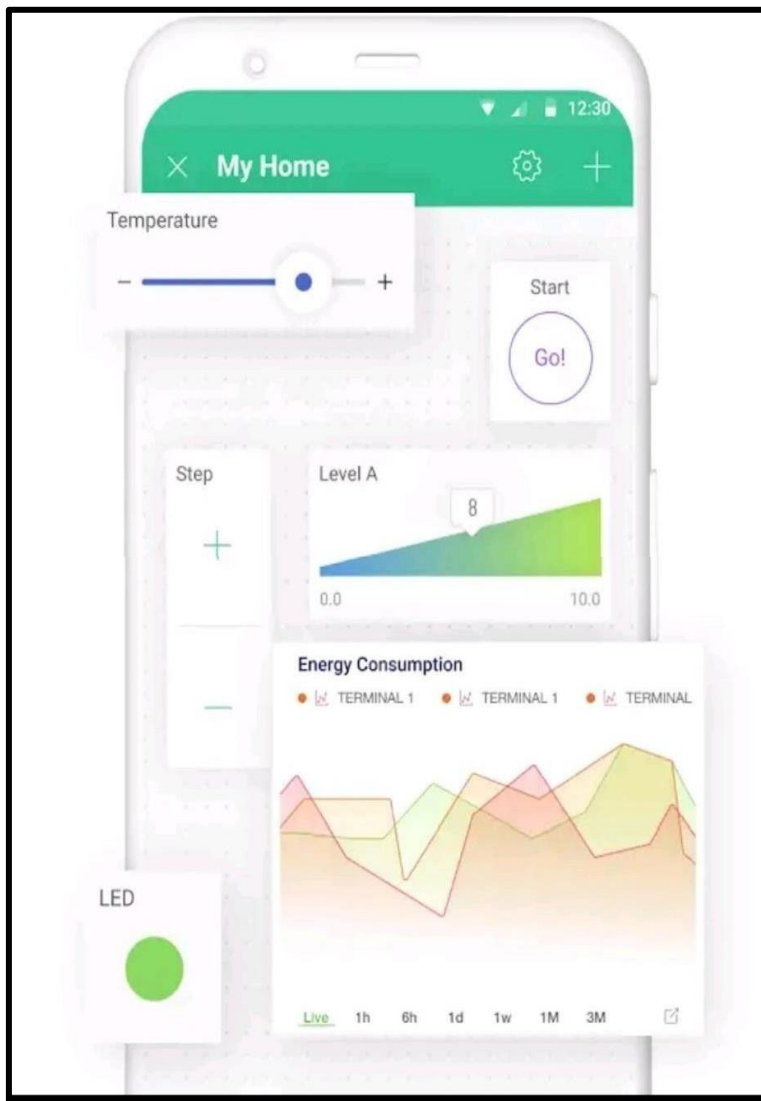 12:30
My Home
Temperature
− +
Start
Go!
Step
+
−
Level A
8
0.0 10.0
Energy Consumption
TERMINAL 1 TERMINAL 1 TERMINAL
LED
Live 1h 6h 1d 1w 1M 3M